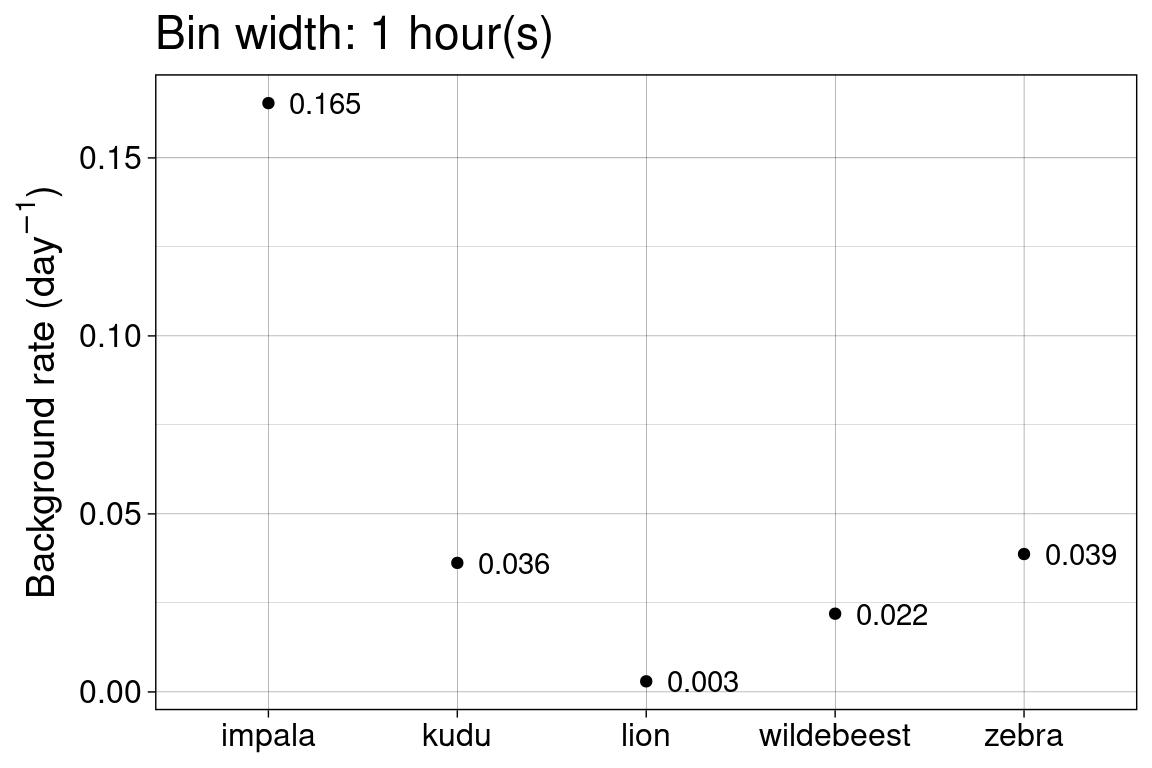 Bin width: 1 hour(s)
Background rate (day⁻¹)
0.15
0.10
0.05
0.00
0.165
0.036
0.003
0.022
0.039
impala
kudu
lion
wildebeest
zebra